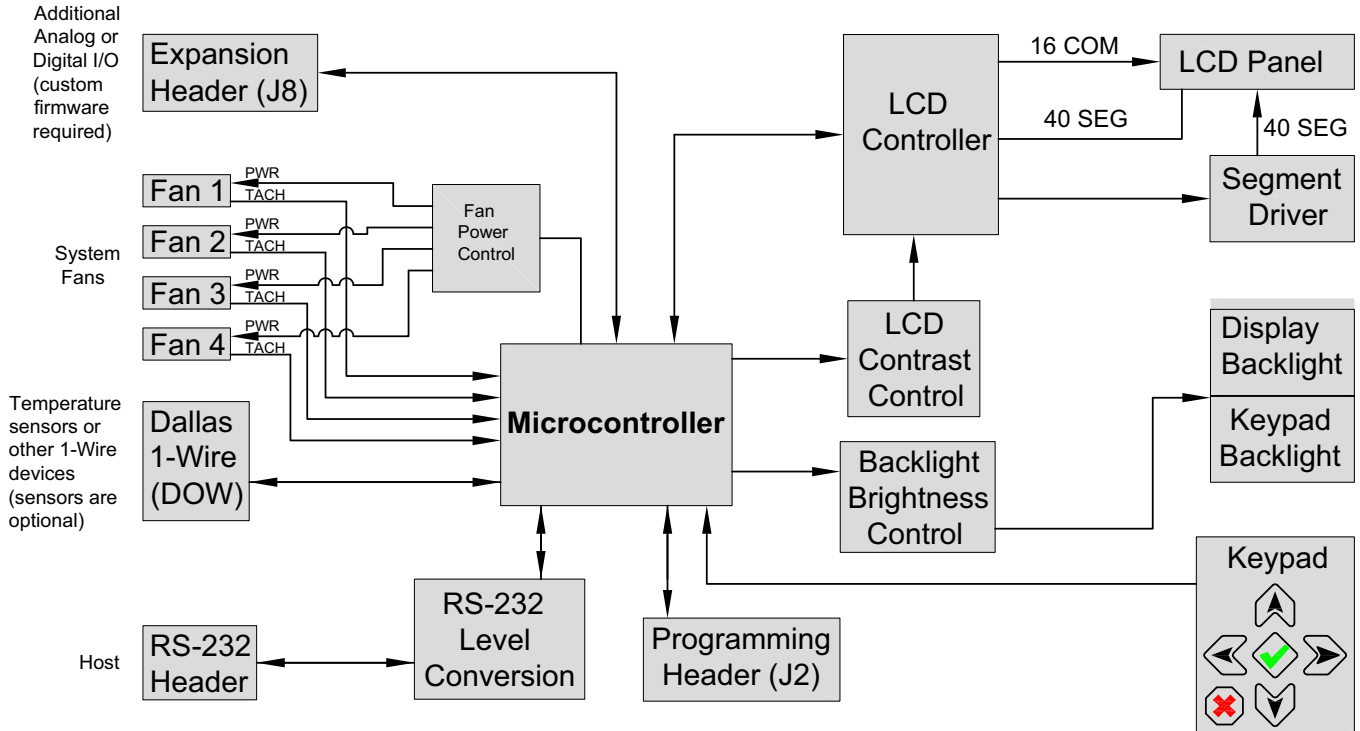 Additional
Analog or
Digital I/O
(custom
firmware
required)
Expansion
Header (J8)
16 COM
LCD Panel
LCD
Controller
40 SEG
40 SEG
Segment
Driver
System
Fans
Fan 1
PWR
TACH
Fan 2
PWR
TACH
Fan 3
PWR
TACH
Fan 4
PWR
TACH
Fan
Power
Control
LCD
Contrast
Control
Display
Backlight
Keypad
Backlight
Microcontroller
Temperature
sensors or
other 1-Wire
devices
(sensors are
optional)
Dallas
1-Wire
(DOW)
Backlight
Brightness
Control
Keypad
Host
RS-232
Header
RS-232
Level
Conversion
Programming
Header (J2)